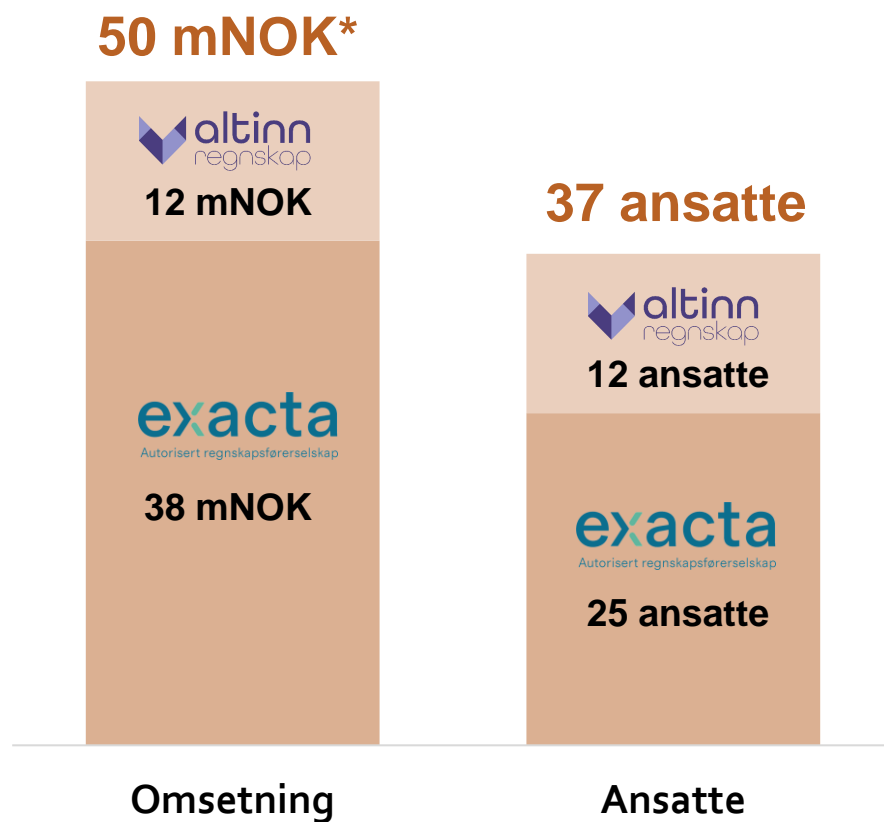 50 mNOK*
altinn
regnskap
12 mNOK
exacta
Autorisert regnskapsførerselskap
38 mNOK
Omsetning
37 ansatte
altinn
regnskap
12 ansatte
exacta
Autorisert regnskapsførerselskap
25 ansatte
Ansatte